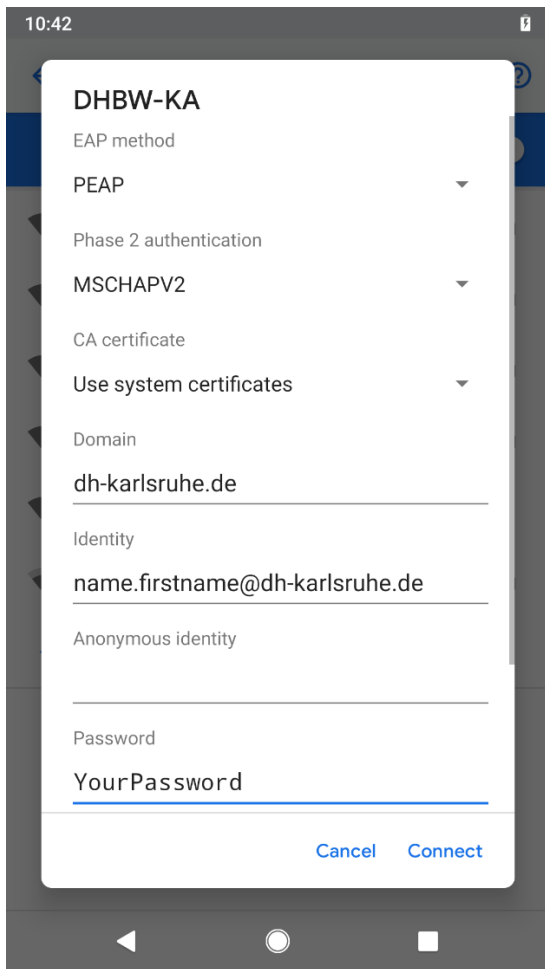 10:42
DHBW-KA
EAP method
PEAP
Phase 2 authentication
MSCHAPV2
CA certificate
Use system certificates
Domain
dh-karlsruhe.de
Identity
name.firstname@dh-karlsruhe.de
Anonymous identity
Password
YourPassword
Cancel Connect